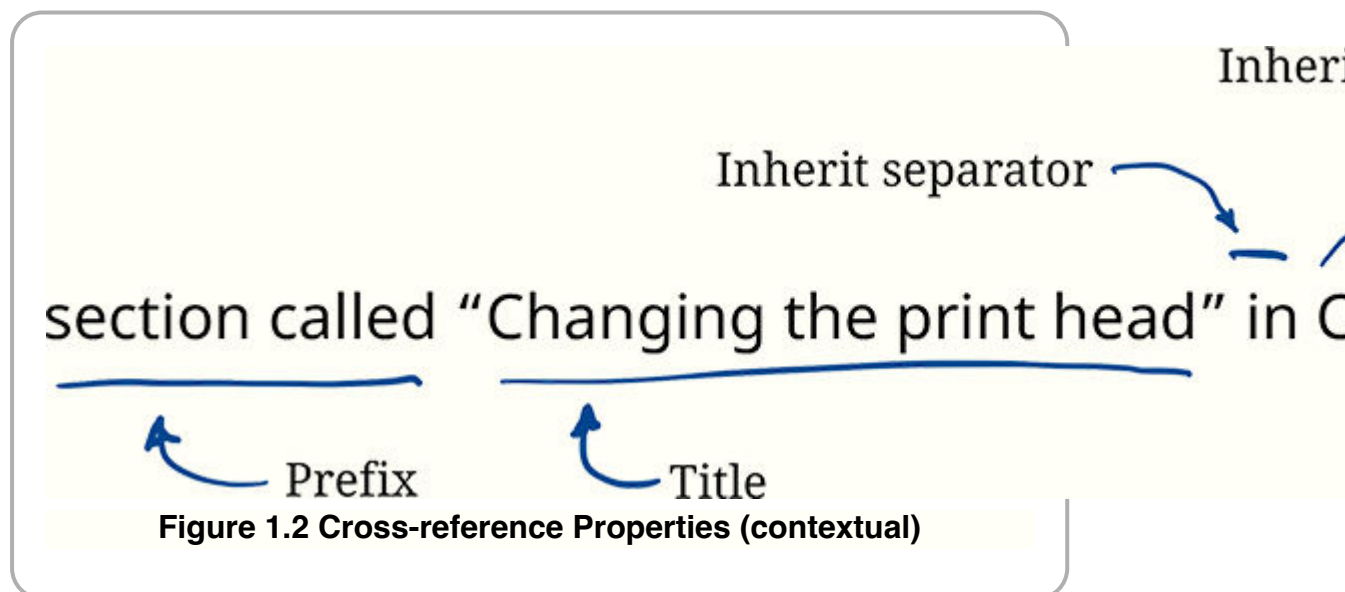 Inheri
Inherit separator
section called “Changing the print head” in C
Prefix
Title
Figure 1.2 Cross-reference Properties (contextual)